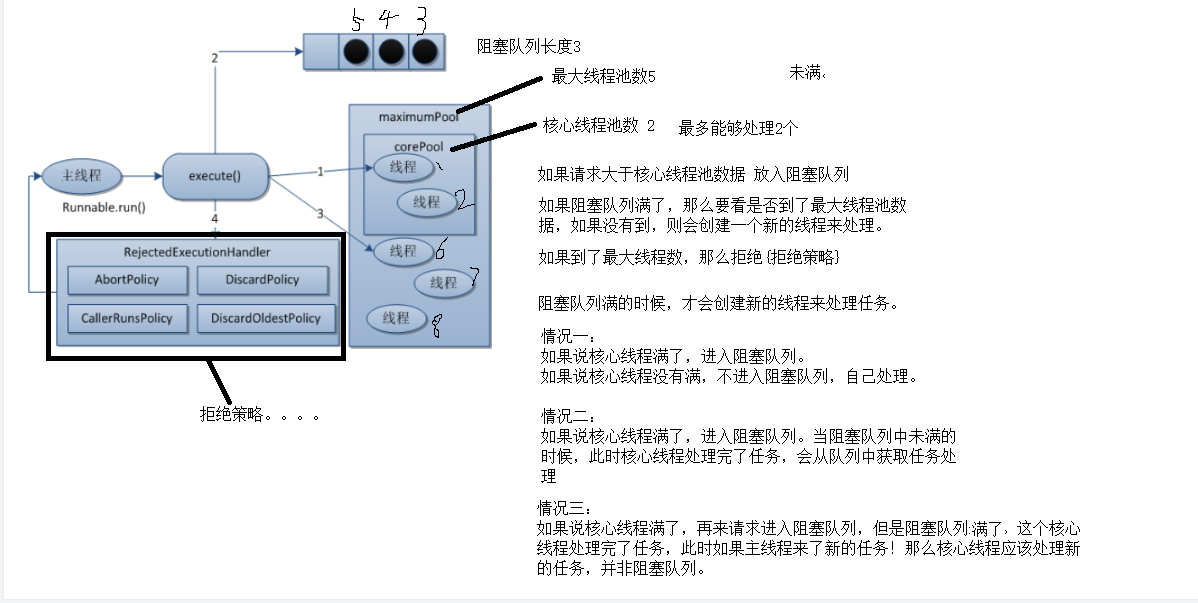 5 4 3
2
阻塞队列长度3
最大线程池数5
未满。
maximumPool
核心线程池数 2
最多能够处理2个
corePool
主线程
execute()
1
线程
1
线程
2
Runnable.run()
4
3
线程
6
线程
7
线程
8
RejectedExecutionHandler
AbortPolicy
DiscardPolicy
CallerRunsPolicy
DiscardOldestPolicy
拒绝策略。。。。
如果请求大于核心线程池数据 放入阻塞队列
如果阻塞队列满了，那么要看是否到了最大线程池数
据，如果没有到，则会创建一个新的线程来处理。
如果到了最大线程数，那么拒绝{拒绝策略}
阻塞队列满的时候，才会创建新的线程来处理任务。
情况一：
如果说核心线程满了，进入阻塞队列。
如果说核心线程没有满，不进入阻塞队列，自己处理。
情况二：
如果说核心线程满了，进入阻塞队列。当阻塞队列中未满的
时候，此时核心线程处理完了任务，会从队列中获取任务处
理
情况三：
如果说核心线程满了，再来请求进入阻塞队列，但是阻塞队列:满了，这个核心
线程处理完了任务，此时如果主线程来了新的任务！那么核心线程应该处理新
的任务，并非阻塞队列。